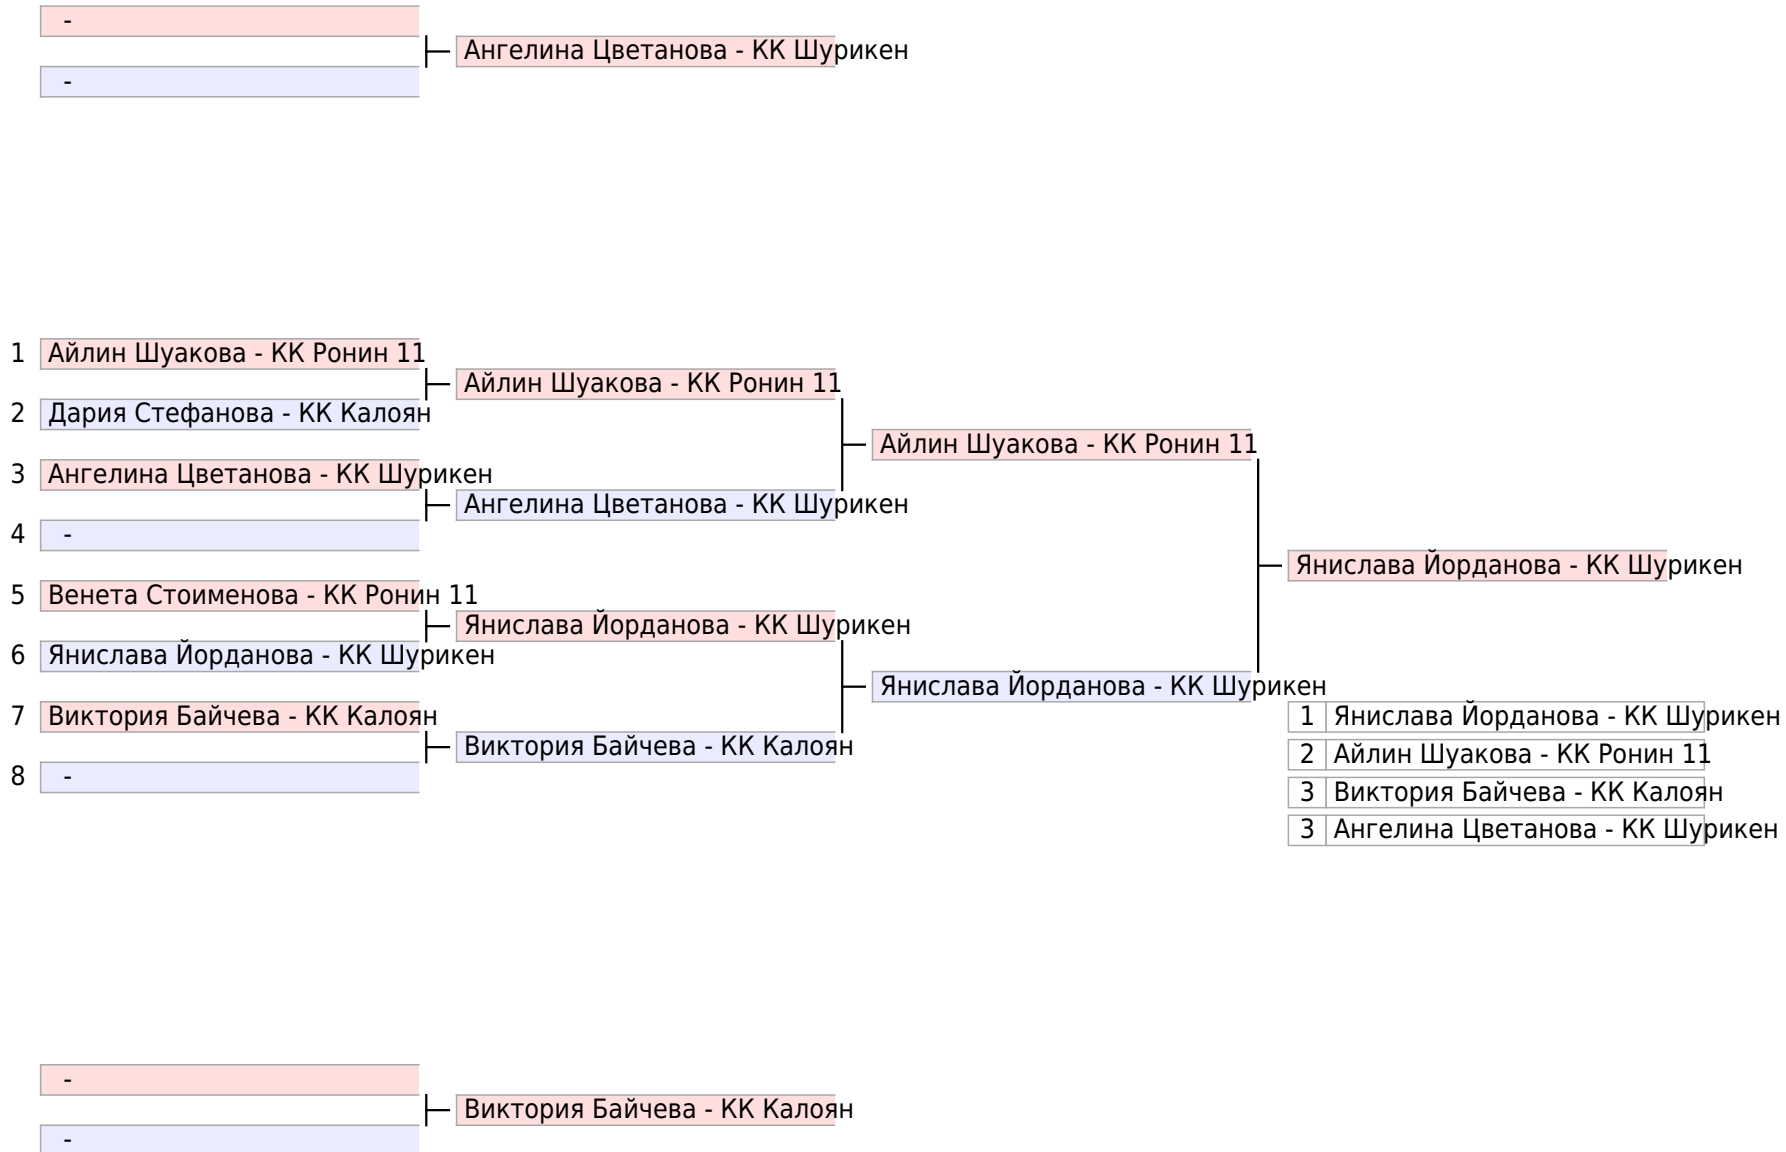 -
Ангелина Цветанова - КК Шурикен
-
1 Айлин Шуакова - КК Ронин 11
Айлин Шуакова - КК Ронин 11
2 Дария Стефанова - КК Калоян
Айлин Шуакова - КК Ронин 11
3 Ангелина Цветанова - КК Шурикен
Ангелина Цветанова - КК Шурикен
4 -
Янислава Йорданова - КК Шурикен
5 Венета Стоименова - КК Ронин 11
Янислава Йорданова - КК Шурикен
6 Янислава Йорданова - КК Шурикен
Янислава Йорданова - КК Шурикен
7 Виктория Байчева - КК Калоян
1 Янислава Йорданова - КК Шурикен
Виктория Байчева - КК Калоян
2 Айлин Шуакова - КК Ронин 11
8 -
3 Виктория Байчева - КК Калоян
3 Ангелина Цветанова - КК Шурикен
-
Виктория Байчева - КК Калоян
-